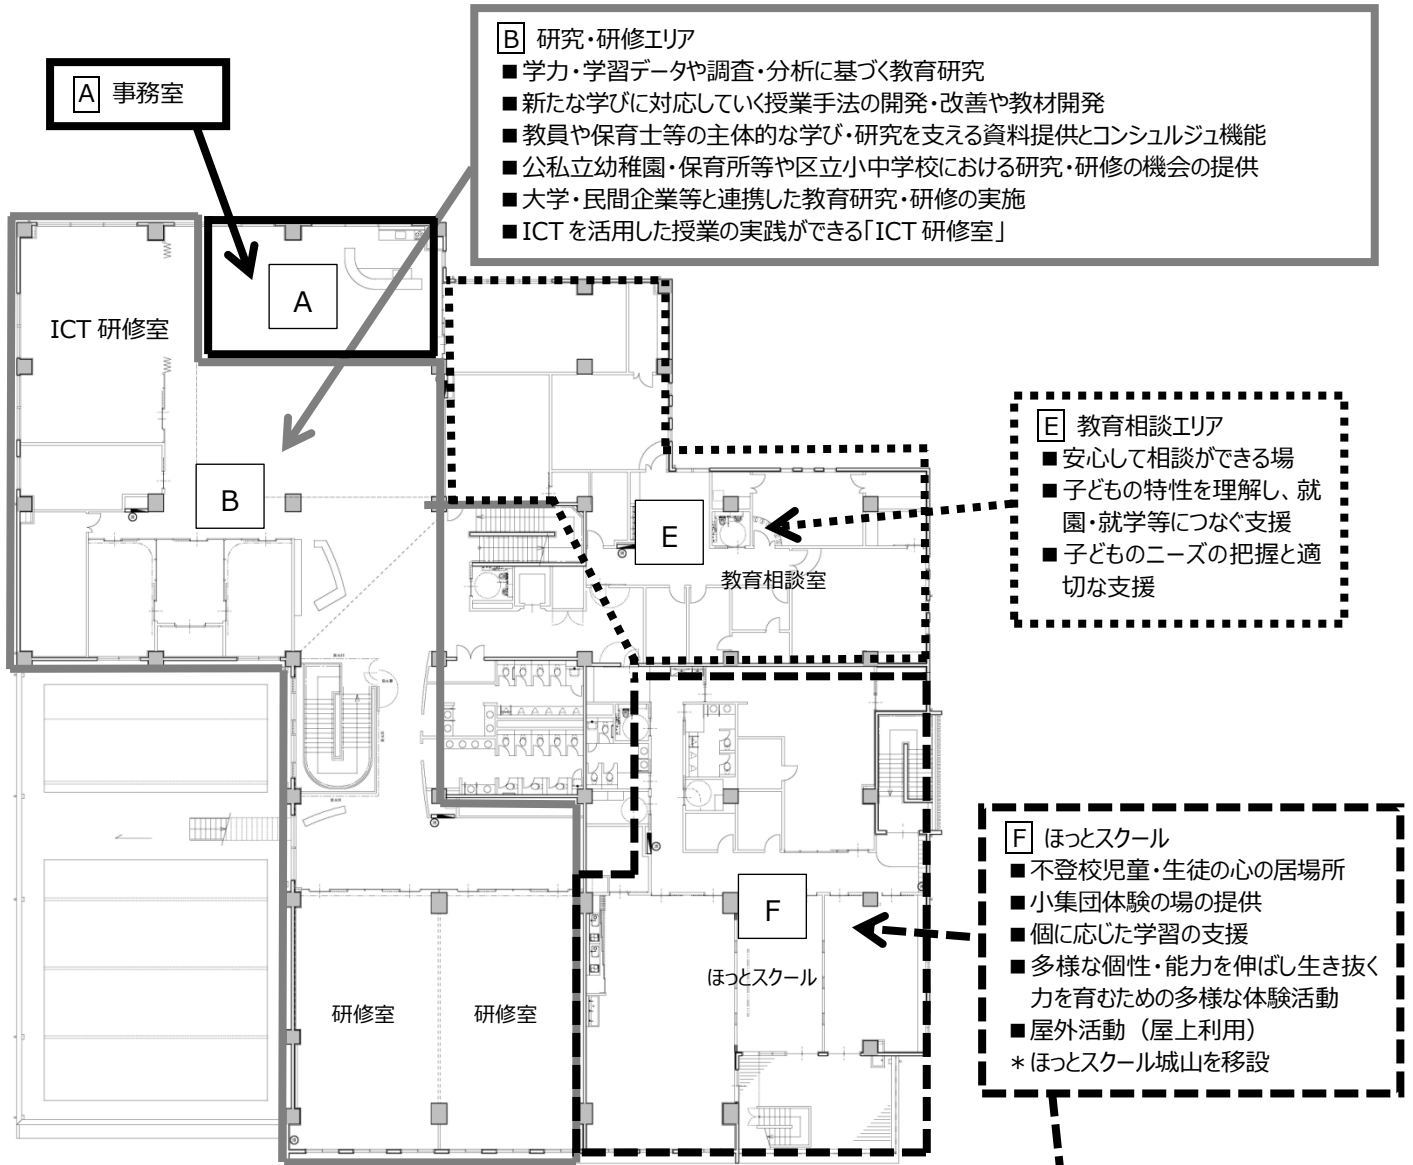 B 研究・研修エリア
■学力・学習データや調査・分析に基づく教育研究
■新たな学びに対応していく授業手法の開発・改善や教材開発
■教員や保育士等の主体的な学び・研究を支える資料提供とコンシュルジュ機能
■公私立幼稚園・保育所等や区立小中学校における研究・研修の機会の提供
■大学・民間企業等と連携した教育研究・研修の実施
■ICTを活用した授業の実践ができる「ICT研修室」
A 事務室
A
ICT 研修室
B
E 教育相談エリア
■安心して相談ができる場
■子どもの特性を理解し、就
園・就学等につなぐ支援
■子どものニーズの把握と適
切な支援
E
教育相談室
F ほっとスクール
■不登校児童・生徒の心の居場所
■小集団体験の場の提供
■個に応じた学習の支援
■多様な個性・能力を伸ばし生き抜く
力を育むための多様な体験活動
■屋外活動（屋上利用）
＊ほっとスクール城山を移設
F
ほっとスクール
研修室
研修室